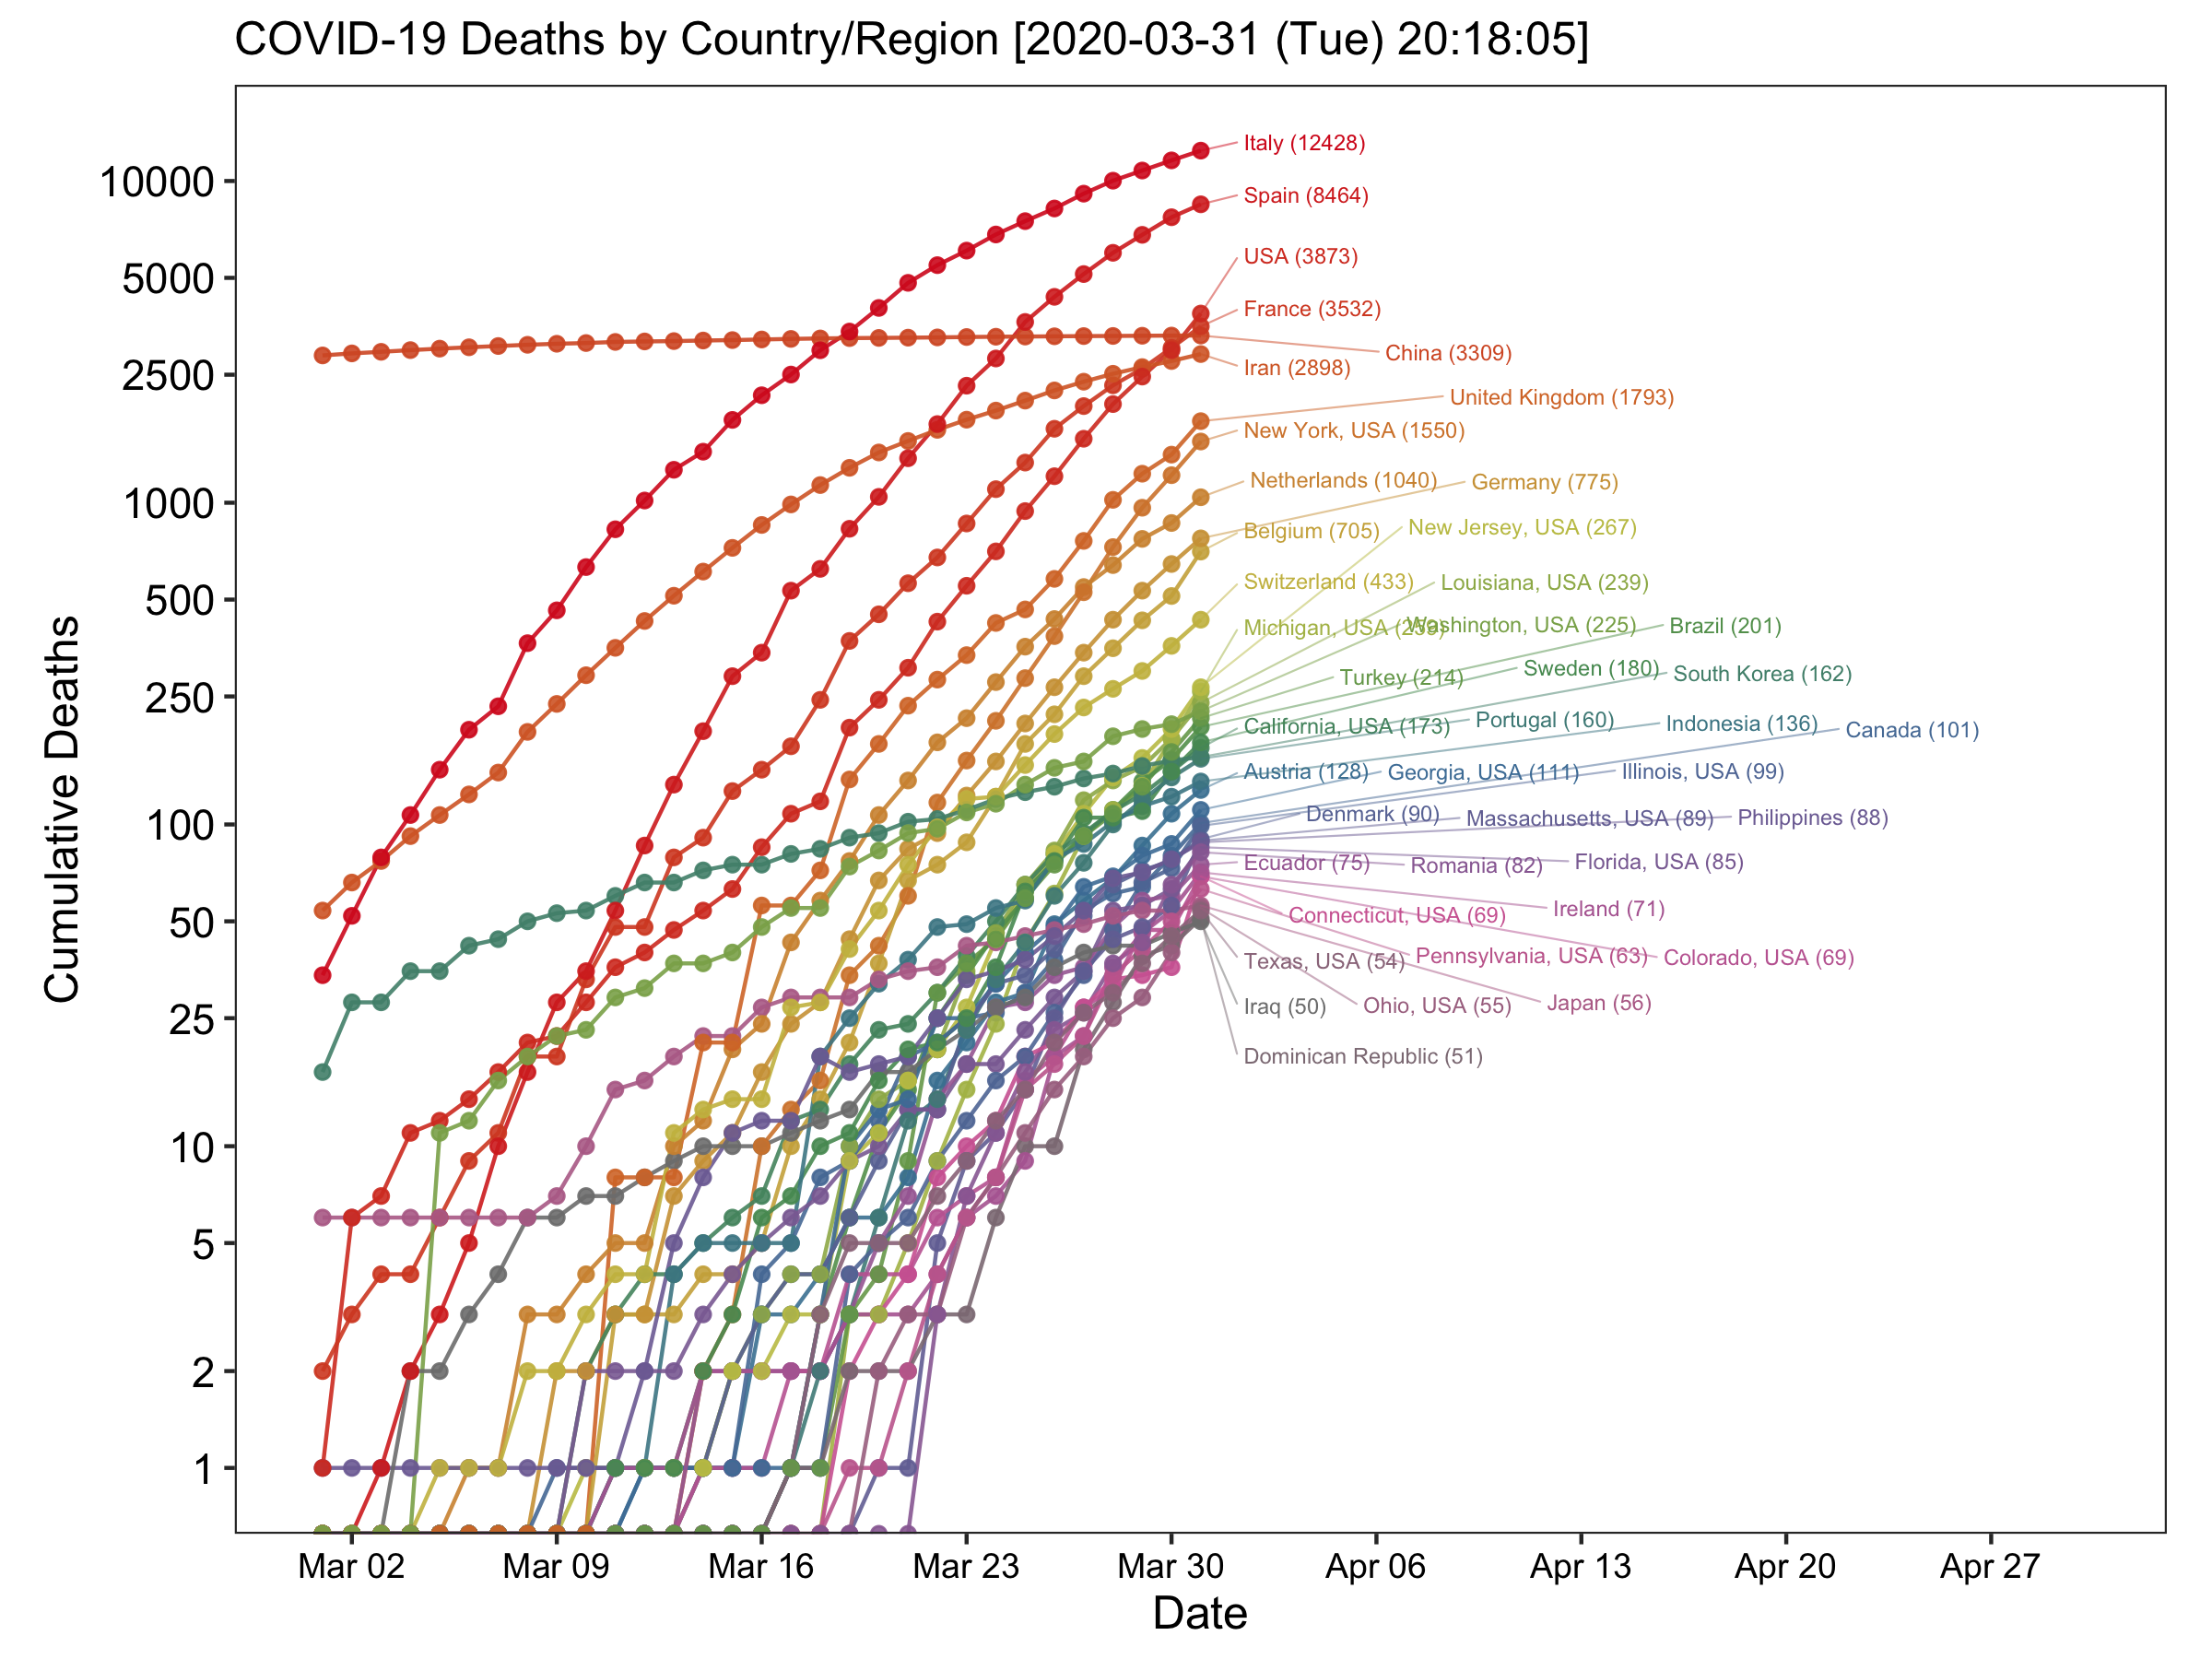 COVID-19 Deaths by Country/Region [2020-03-31 (Tue) 20:18:05]
Cumulative Deaths
10000
5000
2500
1000
500
250
100
50
25
10
5
2
1
Italy (12428)
Spain (8464)
USA (3873)
France (3532)
China (3309)
Iran (2898)
United Kingdom (1793)
New York, USA (1550)
Netherlands (1040)
Germany (775)
Belgium (705)
New Jersey, USA (267)
Switzerland (433)
Louisiana, USA (239)
Michigan, USA (259)
Washington, USA (225)
Brazil (201)
Turkey (214)
Sweden (180)
South Korea (162)
California, USA (173)
Portugal (160)
Indonesia (136)
Canada (101)
Austria (128)
Georgia, USA (111)
Illinois, USA (99)
Denmark (90)
Massachusetts, USA (89)
Philippines (88)
Ecuador (75)
Romania (82)
Florida, USA (85)
Connecticut, USA (69)
Ireland (71)
Texas, USA (54)
Pennsylvania, USA (63)
Colorado, USA (69)
Iraq (50)
Ohio, USA (55)
Japan (56)
Dominican Republic (51)
Mar 02
Mar 09
Mar 16
Mar 23
Mar 30
Apr 06
Apr 13
Apr 20
Apr 27
Date